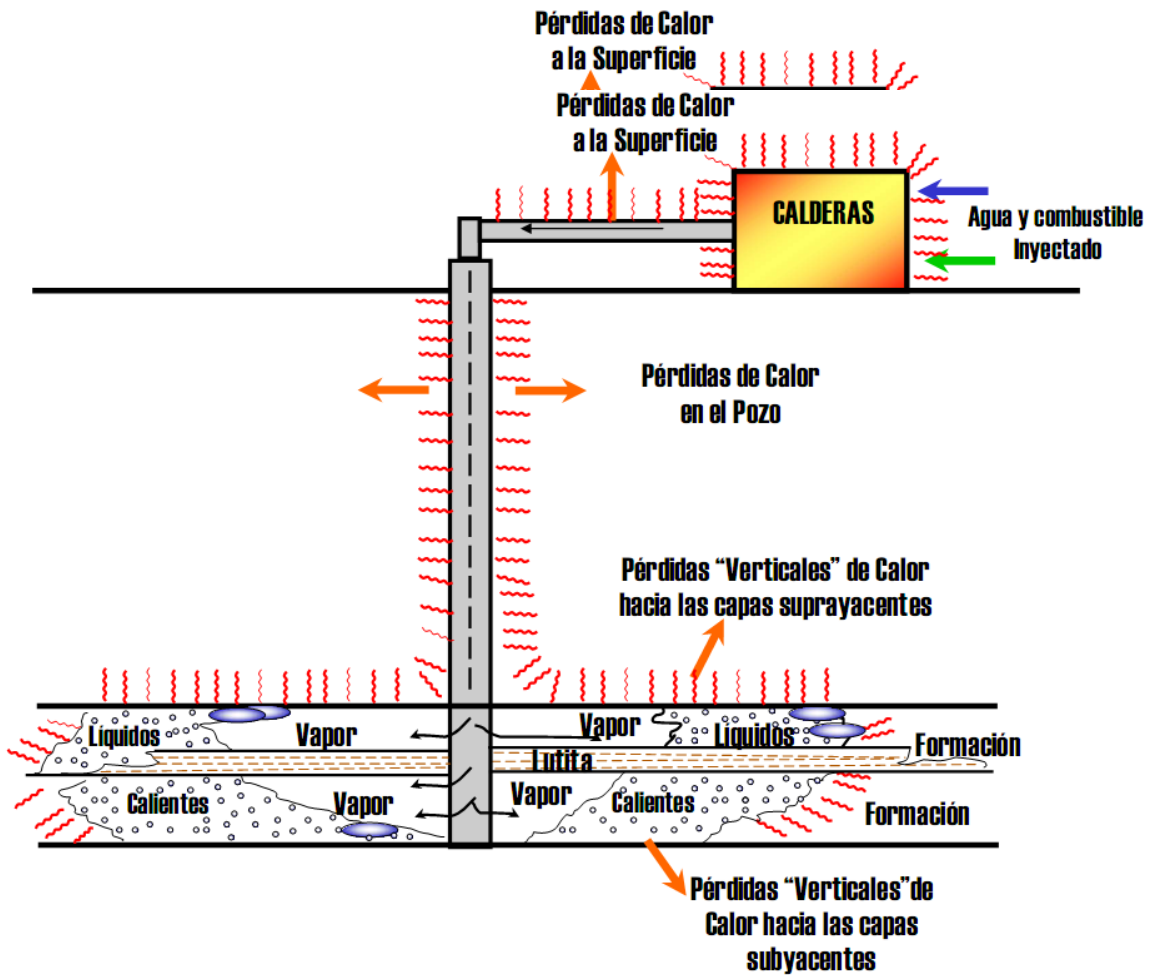 Pérdidas de Calor
a la Superficie
Pérdidas de Calor
a la Superficie
CALDERAS
Agua y combustible
Inyectado
Pérdidas de Calor
en el Pozo
Pérdidas “Verticales” de Calor
hacia las capas suprayacentes
Líquidos
Vapor
Vapor
Líquidos
Formación
Lutita
Calientes
Vapor
Vapor
Calientes
Formación
Pérdidas “Verticales”de
Calor hacia las capas
subyacentes